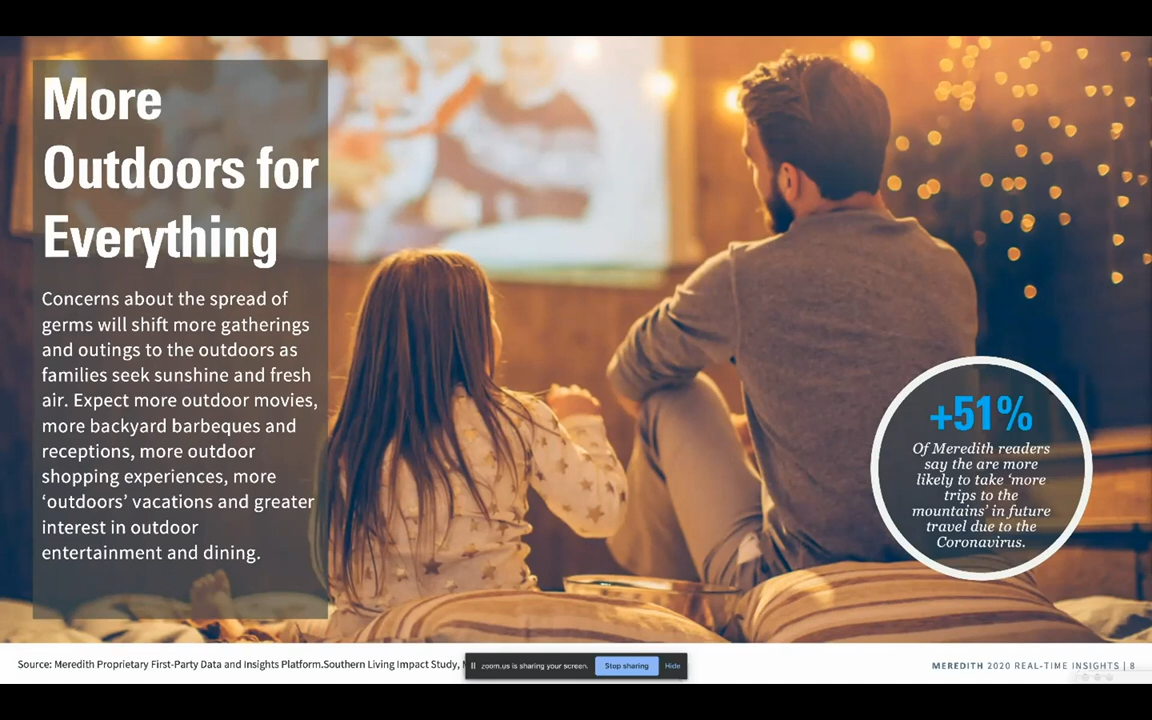 More
Outdoors for
Everything
Concerns about the spread of
germs will shift more gatherings
and outings to the outdoors as
families seek sunshine and fresh
air. Expect more outdoor movies,
more backyard barbeques and
receptions, more outdoor
shopping experiences, more
‘outdoors’ vacations and greater
interest in outdoor
entertainment and dining.
+51%
Of Meredith readers
say the are more
likely to take ‘more
trips to the
mountains’ in future
travel due to the
Coronavirus.
Source: Meredith Proprietary First-Party Data and Insights Platform.Southern Living Impact Study,
zoom.us is sharing your screen. Stop sharing Hide
MEREDITH 2020 REAL-TIME INSIGHTS | 8